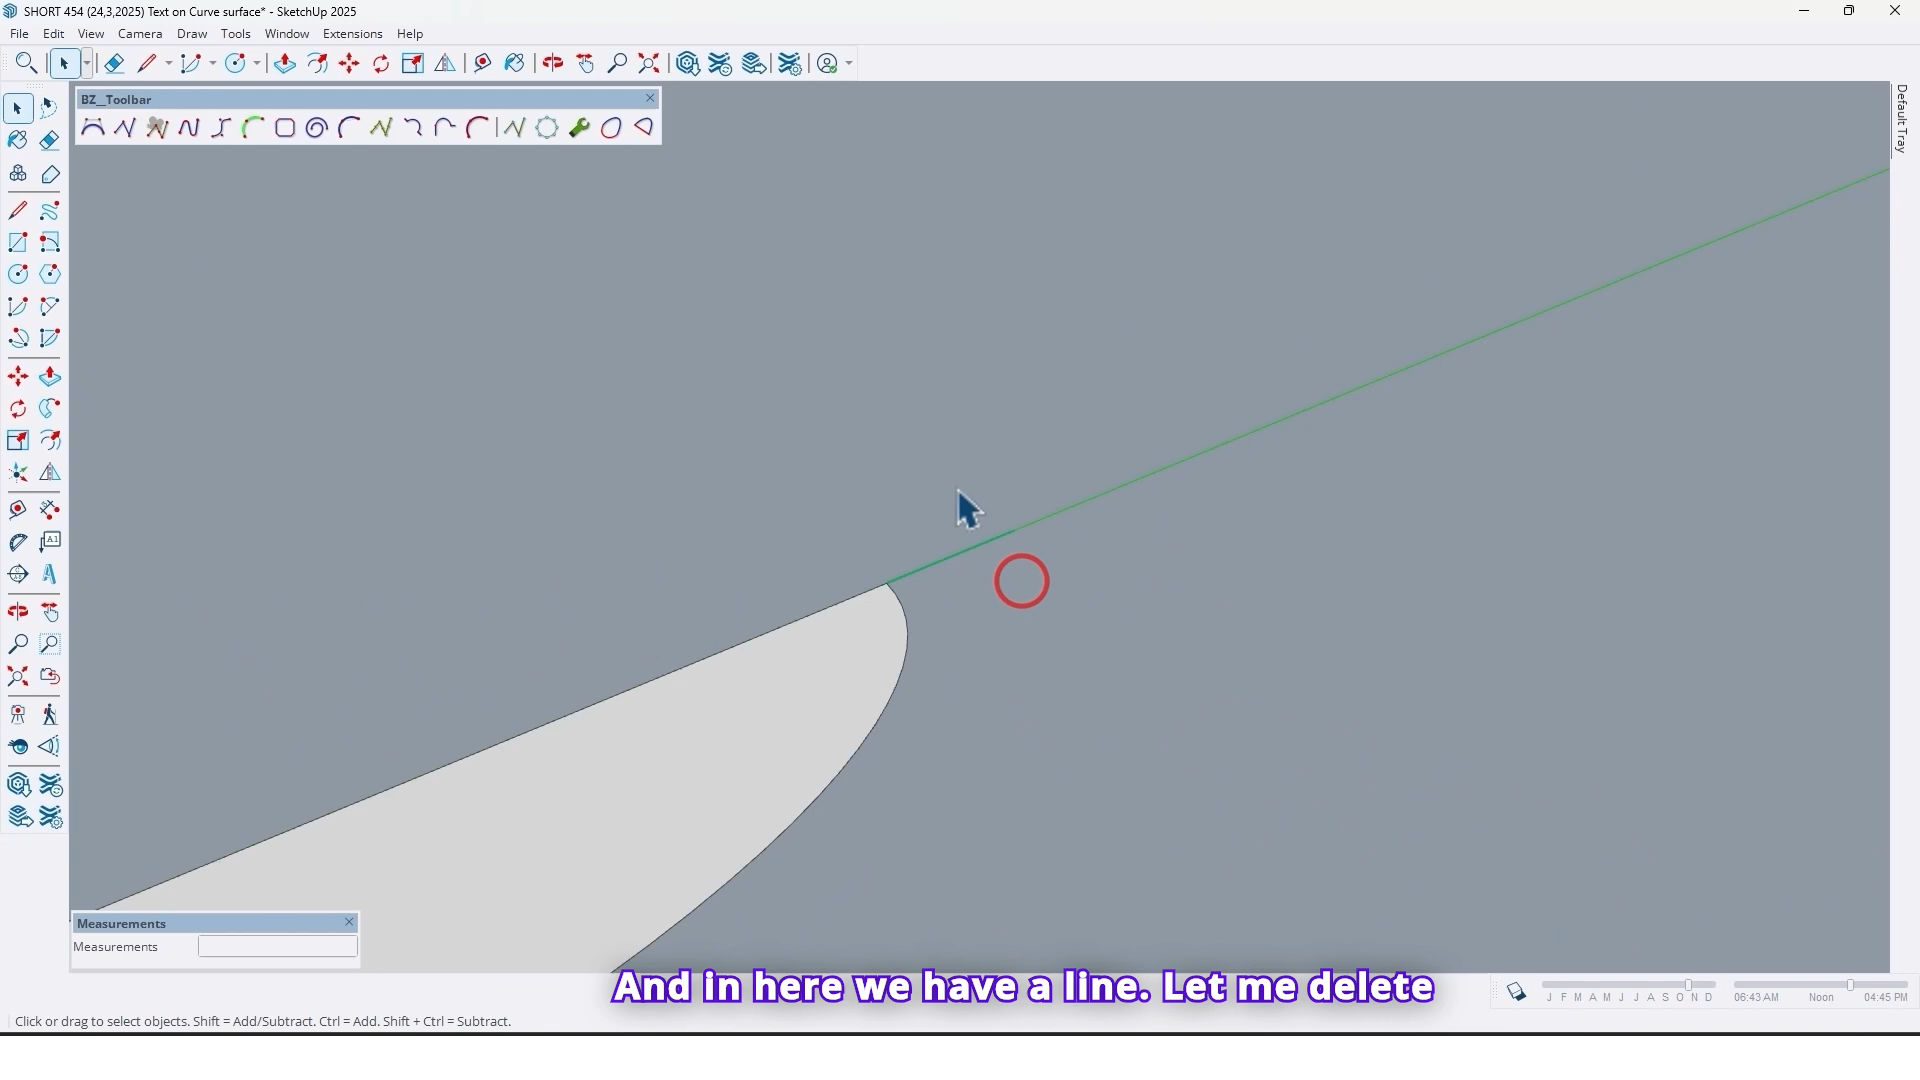 SHORT 454 (24,3,2025) Text on Curve surface* - SketchUp 2025
File Edit View Camera Draw Tools Window Extensions Help
BZ__Toolbar
Default Tray
A1
Measurements
Measurements
And in here we have a line. Let me delete
J F M A M J J A S O N D
06:43 AM Noon 04:45 PM
Click or drag to select objects. Shift = Add/Subtract. Ctrl = Add. Shift + Ctrl = Subtract.